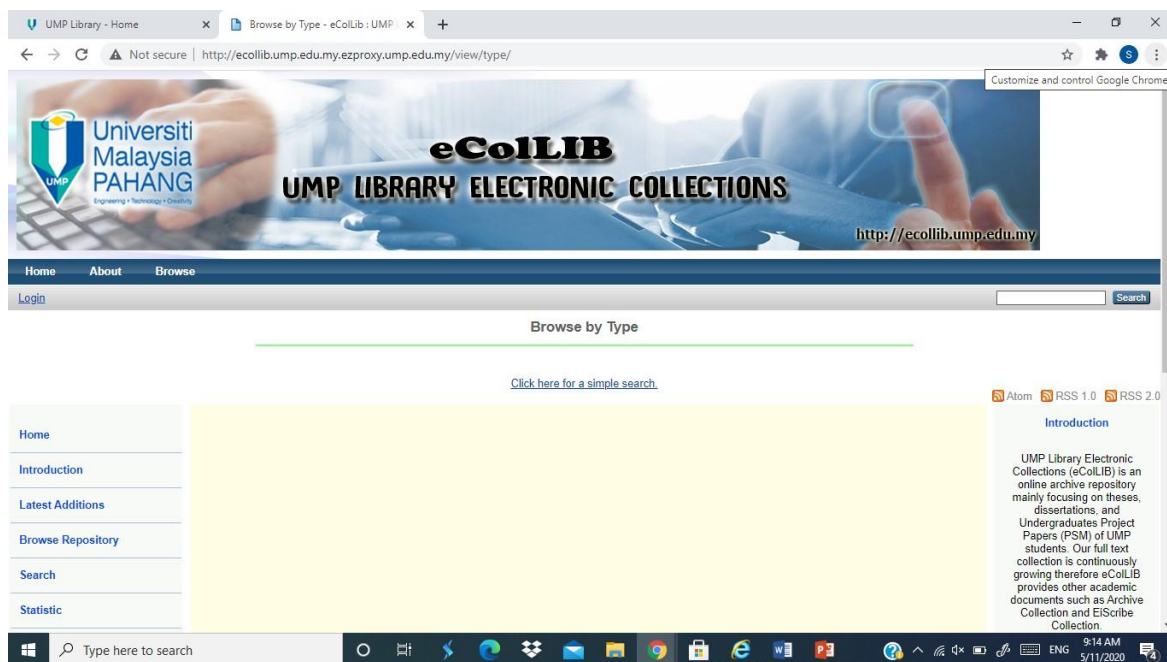 UMP Library - Home
Browse by Type - eColLib : UMP
Not secure | http://ecollib.ump.edu.my.ezproxy.ump.edu.my/view/type/
S
Customize and control Google Chrome
Universiti
Malaysia
PAHANG
Engineering • Technology • Creativity
UMP
eColLIB
UMP LIBRARY ELECTRONIC COLLECTIONS
http://ecollib.ump.edu.my
Home About Browse
Login
Search
Browse by Type
Click here for a simple search.
Atom RSS 1.0 RSS 2.0
Home
Introduction
Latest Additions
Browse Repository
Search
Statistic
Introduction
UMP Library Electronic
Collections (eColLIB) is an
online archive repository
mainly focusing on theses,
dissertations, and
Undergraduates Project
Papers (PSM) of UMP
students. Our full text
collection is continuously
growing therefore eColLIB
provides other academic
documents such as Archive
Collection and EiScribe
Collection.
Type here to search
ENG
9:14 AM
5/11/2020
4